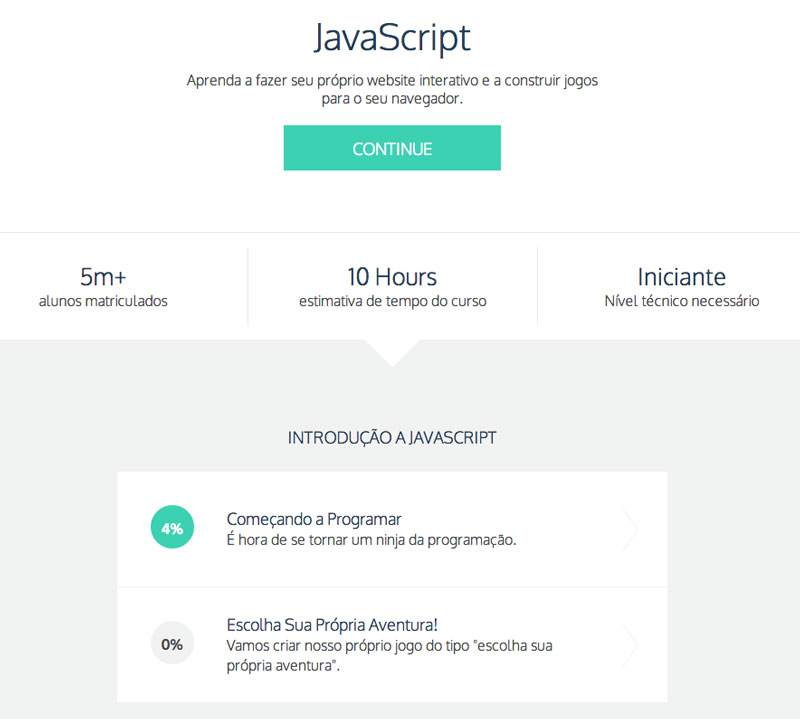 JavaScript
Aprenda a fazer seu próprio website interativo e a construir jogos
para o seu navegador.
CONTINUE
5m+
alunos matriculados
10 Hours
estimativa de tempo do curso
Iniciante
Nível técnico necessário
INTRODUÇÃO A JAVASCRIPT
4%
Começando a Programar
É hora de se tornar um ninja da programação.
0%
Escolha Sua Própria Aventura!
Vamos criar nosso próprio jogo do tipo "escolha sua
própria aventura".